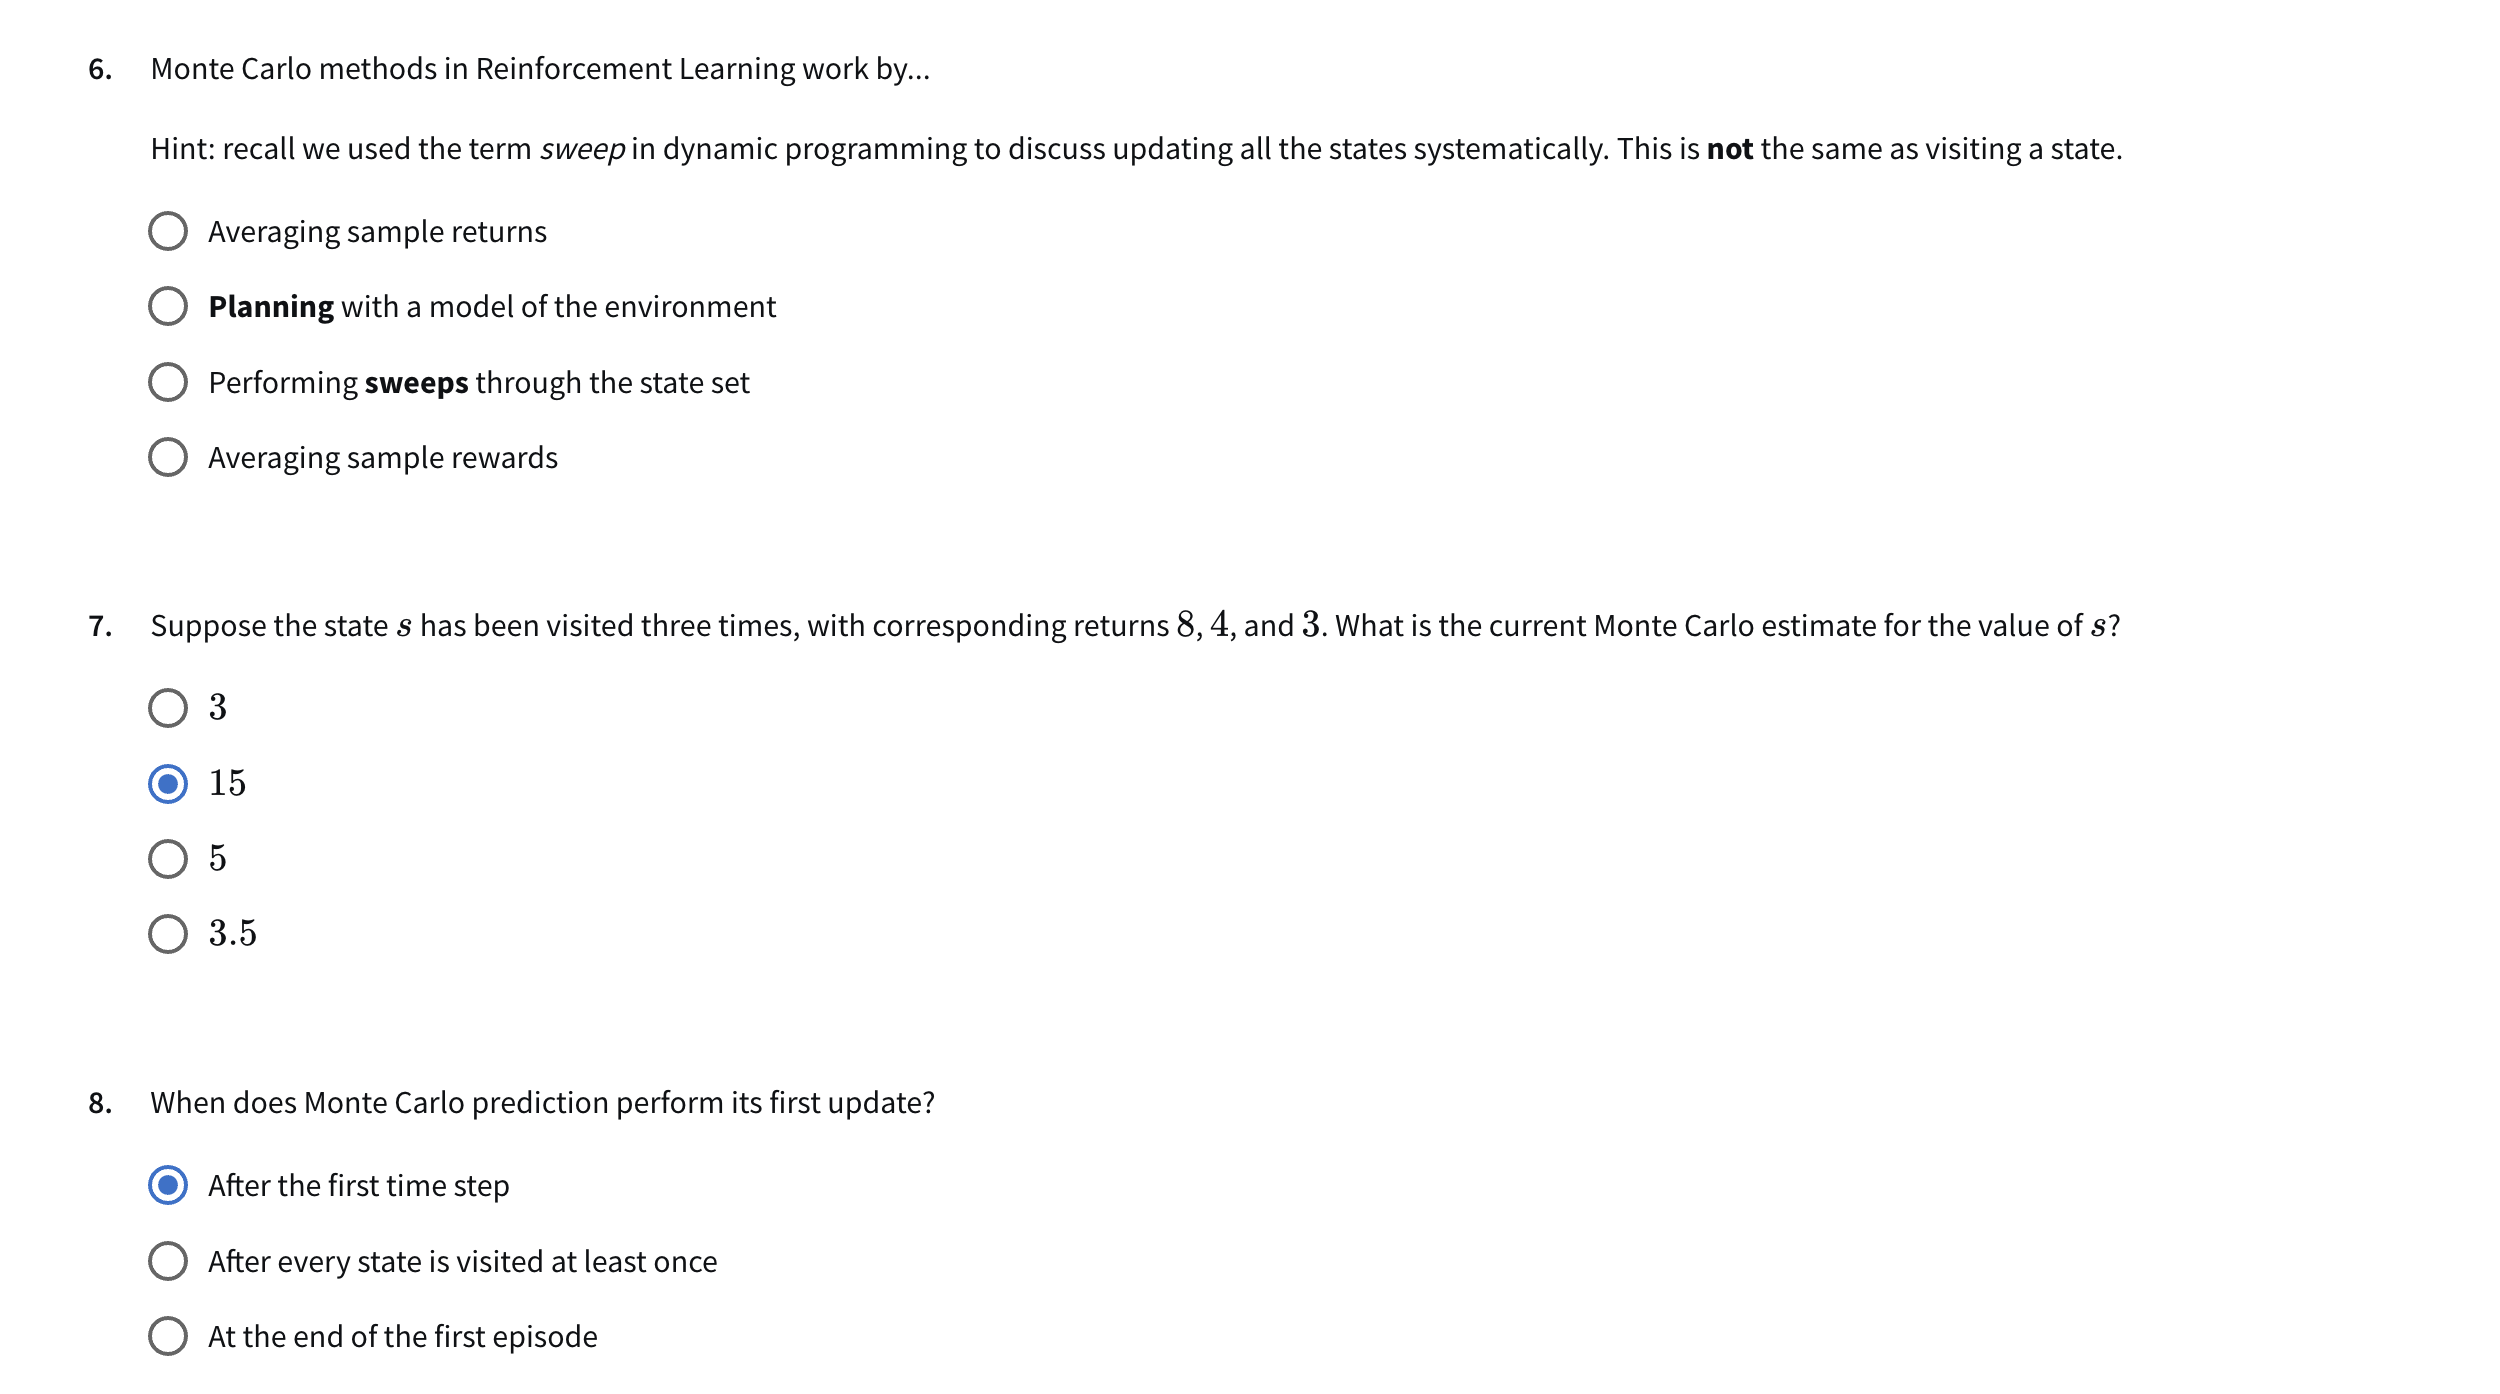 6. Monte Carlo methods in Reinforcement Learning work by...
Hint: recall we used the term sweep in dynamic programming to discuss updating all the states systematically. This is not the same as visiting a state.
Averaging sample returns
Planning with a model of the environment
Performing sweeps through the state set
Averaging sample rewards
7. Suppose the state s has been visited three times, with corresponding returns 8, 4, and 3. What is the current Monte Carlo estimate for the value of s?
3
15
5
3.5
8. When does Monte Carlo prediction perform its first update?
After the first time step
After every state is visited at least once
At the end of the first episode